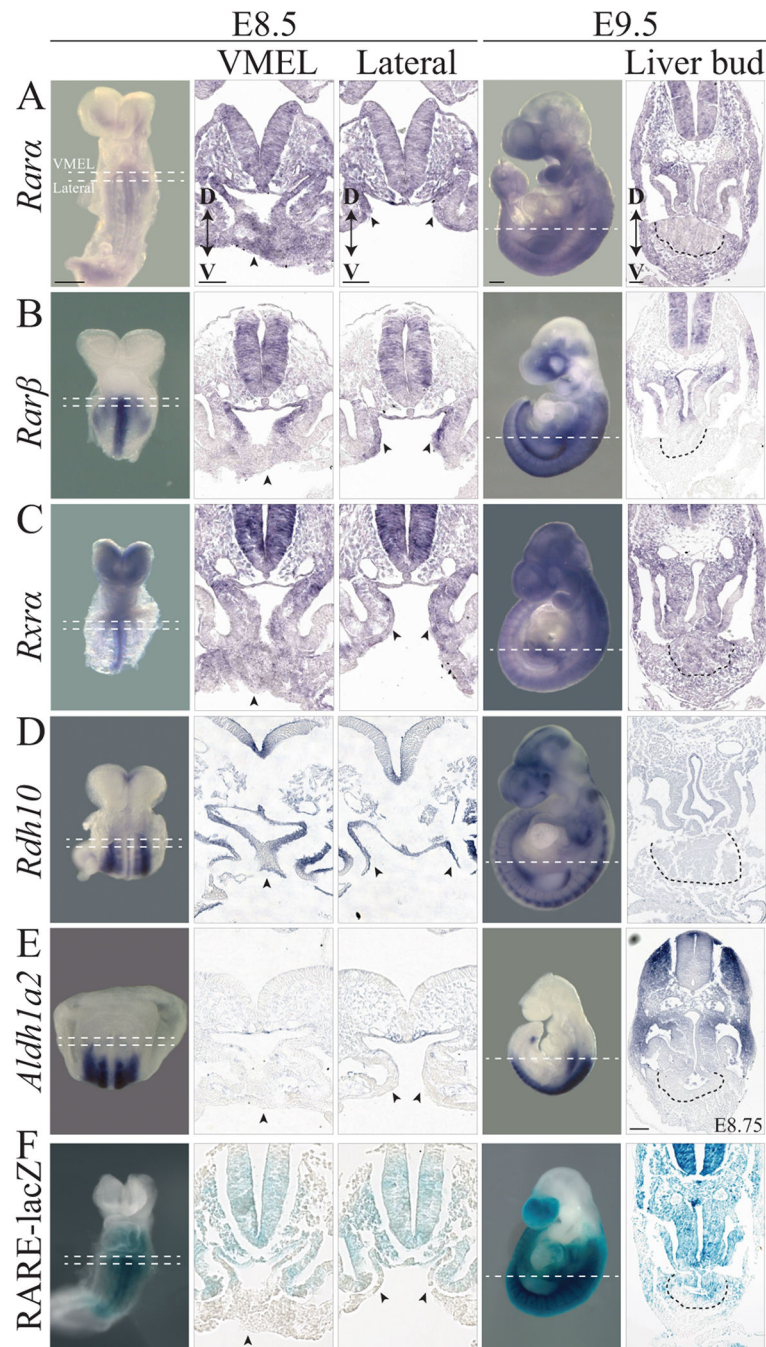 E8.5 E9.5
VMEL Lateral Liver bud
A
Rarα
VMEL
Lateral
D
V
D
V
D
V
B
Rarβ
C
Rxrα
D
Rdh10
E
Aldh1a2
E8.75
F
RARE-lacZ